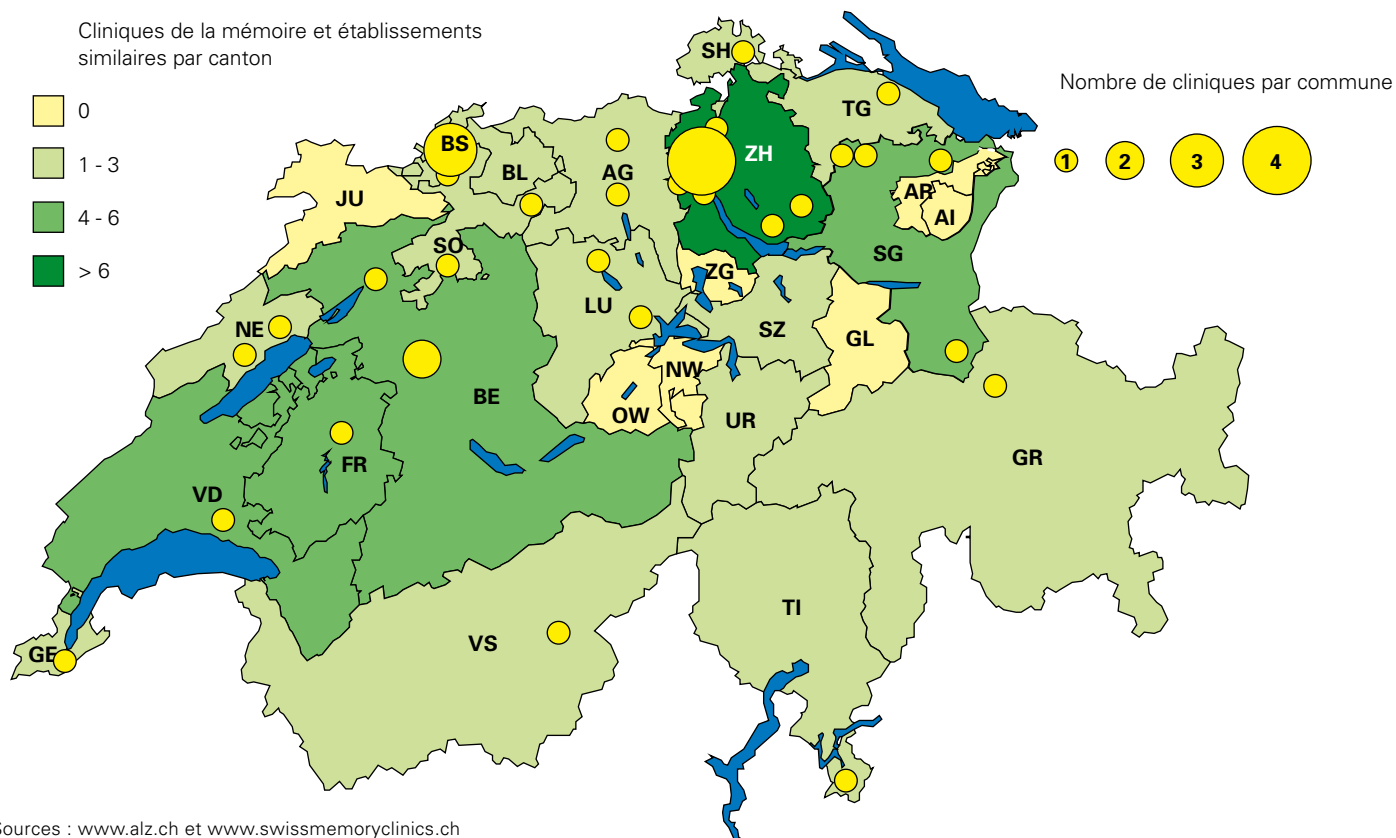 Cliniques de la mémoire et établissements
similaires par canton
0
1 - 3
4 - 6
> 6
Nombre de cliniques par commune
1
2
3
4
SH
TG
BS
ZH
BL
AG
JU
AR
AI
SO
SG
ZG
LU
NE
SZ
GL
NW
BE
OW
UR
FR
GR
VD
TI
VS
GE
Sources : www.alz.ch et www.swissmemoryclinics.ch